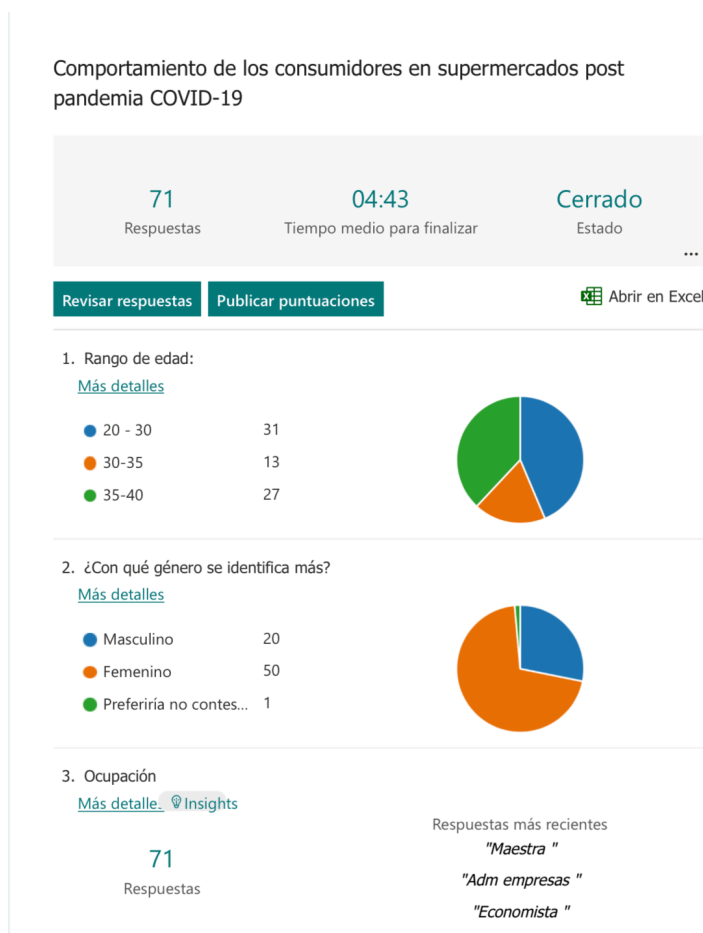 Comportamiento de los consumidores en supermercados post
pandemia COVID-19
71
Respuestas
04:43
Tiempo medio para finalizar
Cerrado
Estado
...
Revisar respuestas
Publicar puntuaciones
Abrir en Excel
1. Rango de edad:
Más detalles
20 - 30 31
30-35 13
35-40 27
2. ¿Con qué género se identifica más?
Más detalles
Masculino 20
Femenino 50
Preferiría no contes... 1
3. Ocupación
Más detalle. Insights
71
Respuestas
Respuestas más recientes
"Maestra "
"Adm empresas "
"Economista "